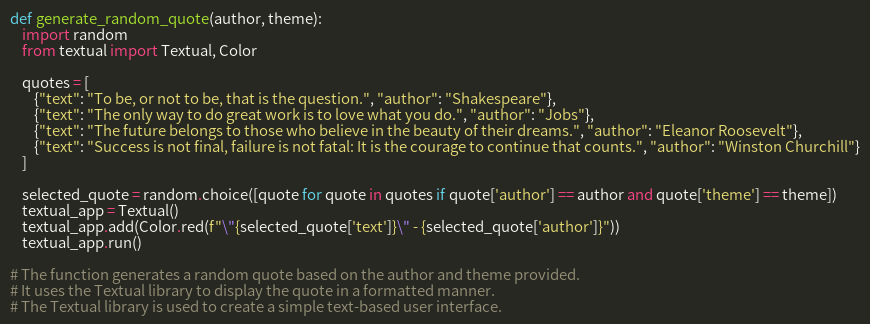 def generate_random_quote(author, theme):
    import random
    from textual import Textual, Color

    quotes = [
        {"text": "To be, or not to be, that is the question.", "author": "Shakespeare"},
        {"text": "The only way to do great work is to love what you do.", "author": "Jobs"},
        {"text": "The future belongs to those who believe in the beauty of their dreams.", "author": "Eleanor Roosevelt"},
        {"text": "Success is not final, failure is not fatal: It is the courage to continue that counts.", "author": "Winston Churchill"}
    ]

    selected_quote = random.choice([quote for quote in quotes if quote['author'] == author and quote['theme'] == theme])
    textual_app = Textual()
    textual_app.add(Color.red(f"\"{selected_quote['text']}\" - {selected_quote['author']}"))
    textual_app.run()

# The function generates a random quote based on the author and theme provided.
# It uses the Textual library to display the quote in a formatted manner.
# The Textual library is used to create a simple text-based user interface.